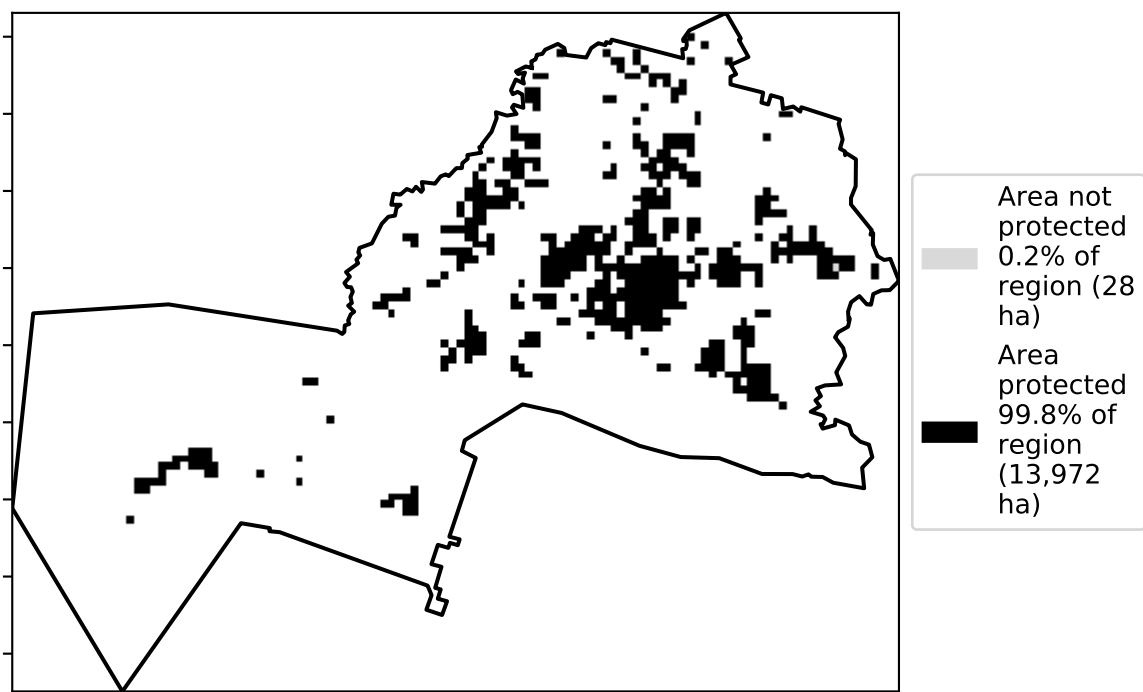 Area not
protected
0.2% of
region (28
ha)
Area
protected
99.8% of
region
(13,972
ha)